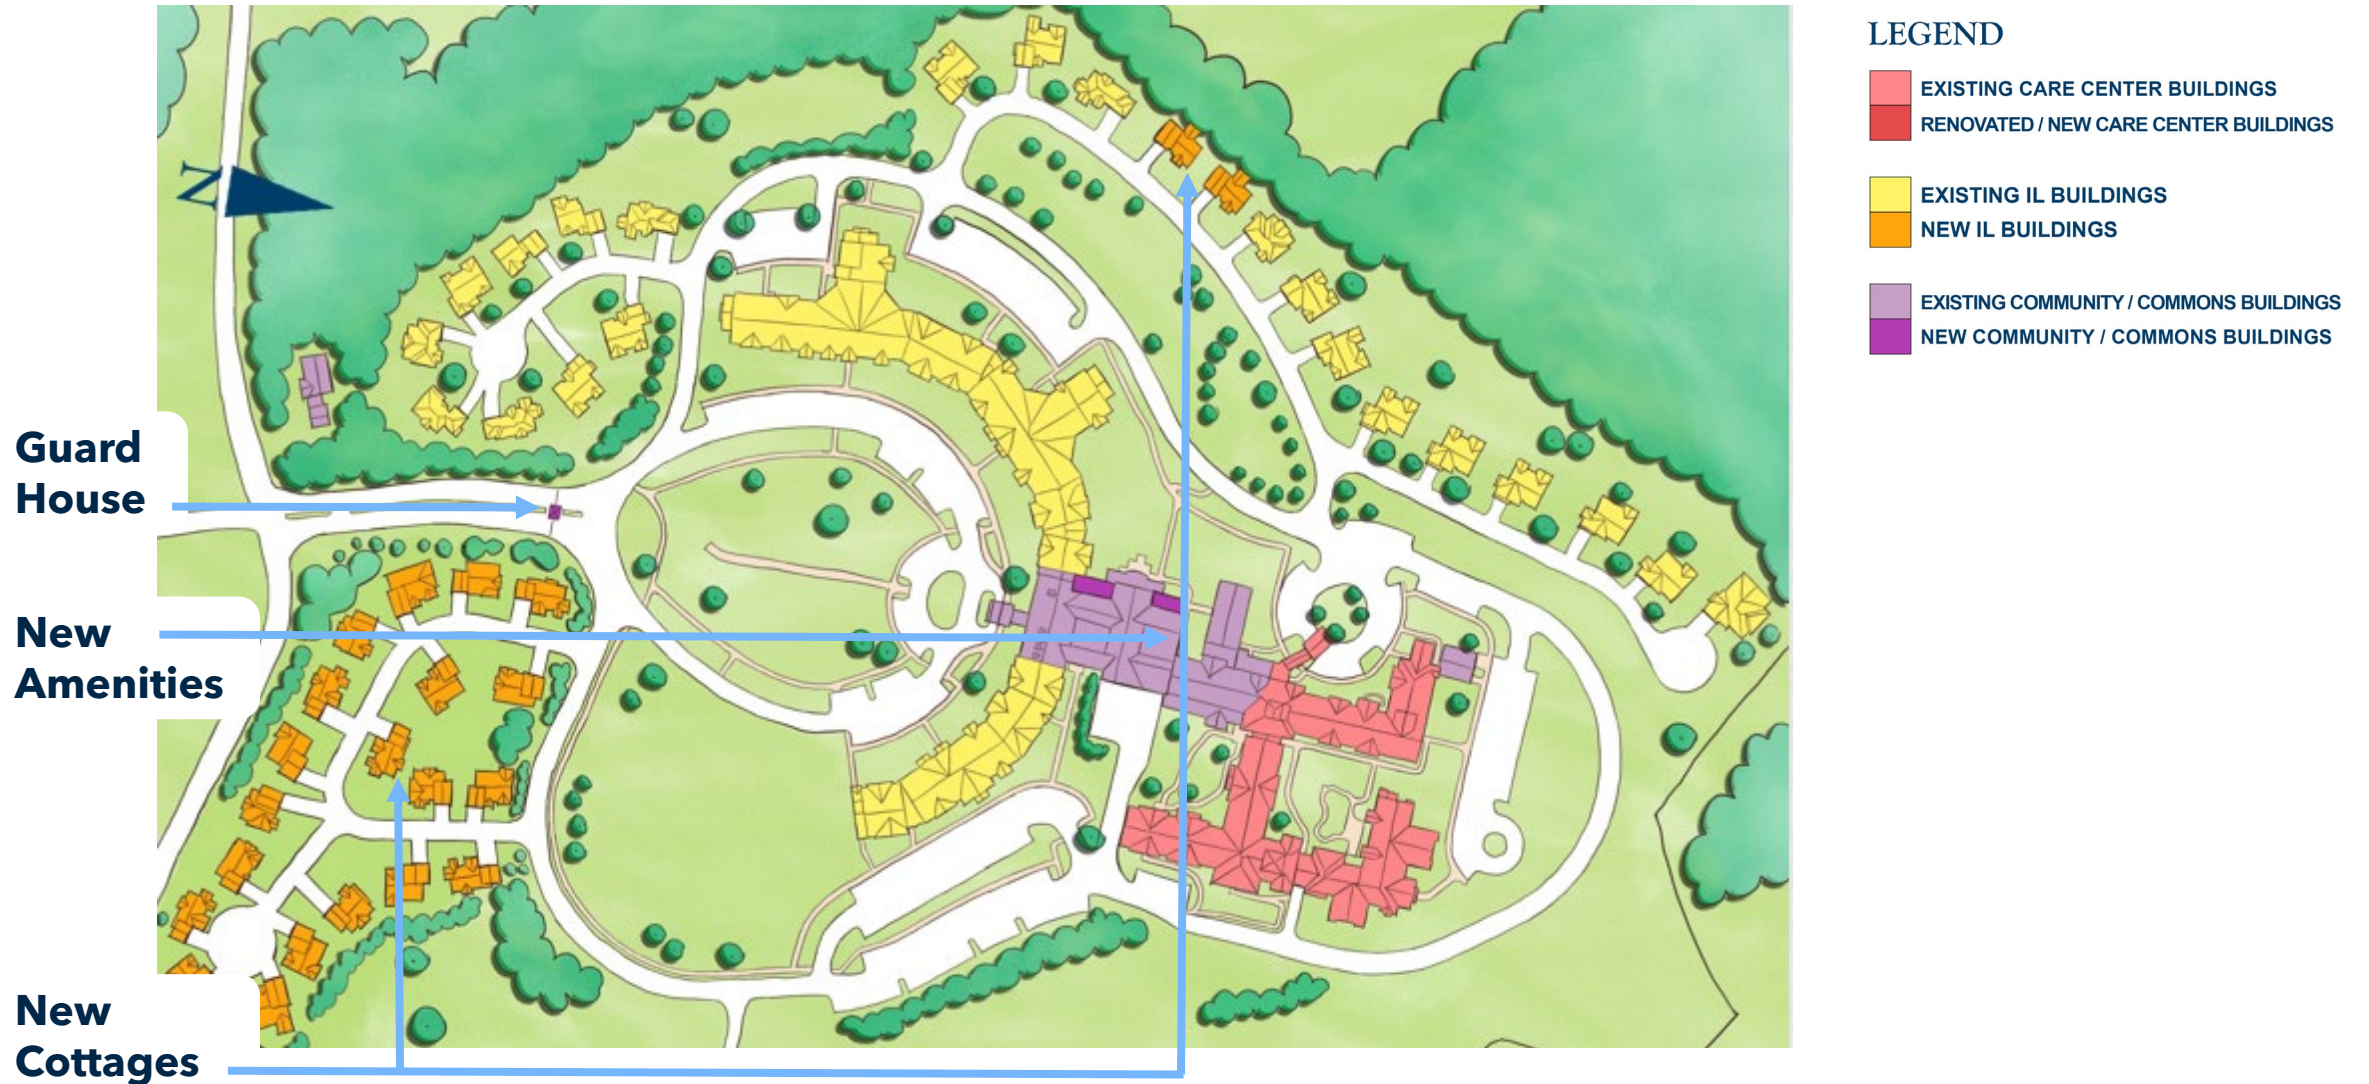 LEGEND
EXISTING CARE CENTER BUILDINGS
RENOVATED / NEW CARE CENTER BUILDINGS
EXISTING IL BUILDINGS
NEW IL BUILDINGS
EXISTING COMMUNITY / COMMONS BUILDINGS
NEW COMMUNITY / COMMONS BUILDINGS
N
Guard
House
New
Amenities
New
Cottages